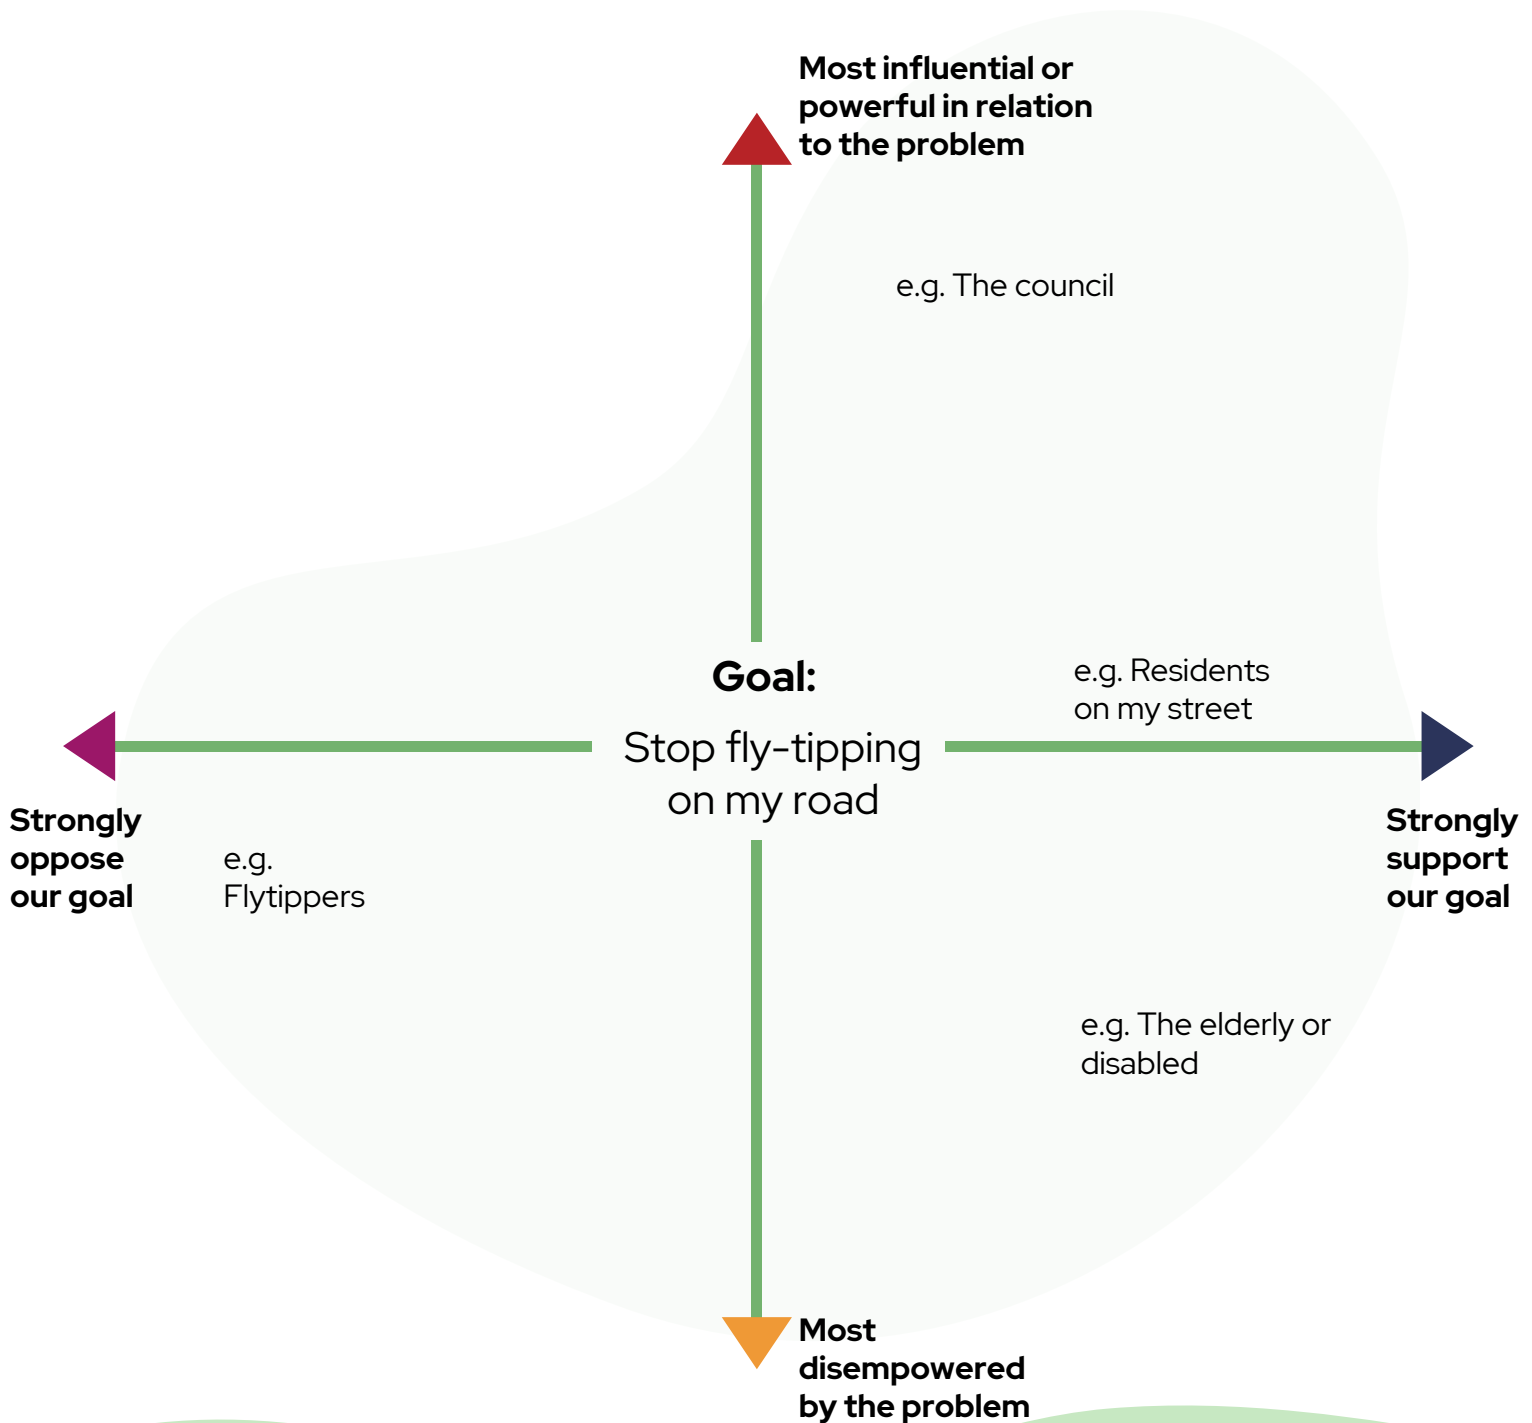 Most influential or
powerful in relation
to the problem
e.g. The council
Goal:
Stop fly-tipping
on my road
e.g. Residents
on my street
Strongly
oppose
our goal
e.g.
Flytippers
Strongly
support
our goal
e.g. The elderly or
disabled
Most
disempowered
by the problem